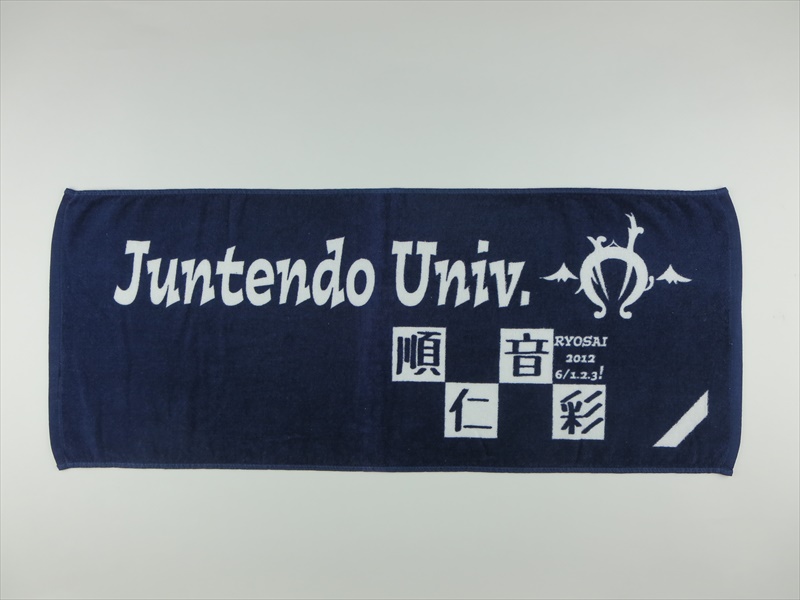 Juntendo Univ.
順仁音彩
RYOSAI
2012
6/1.2.3!